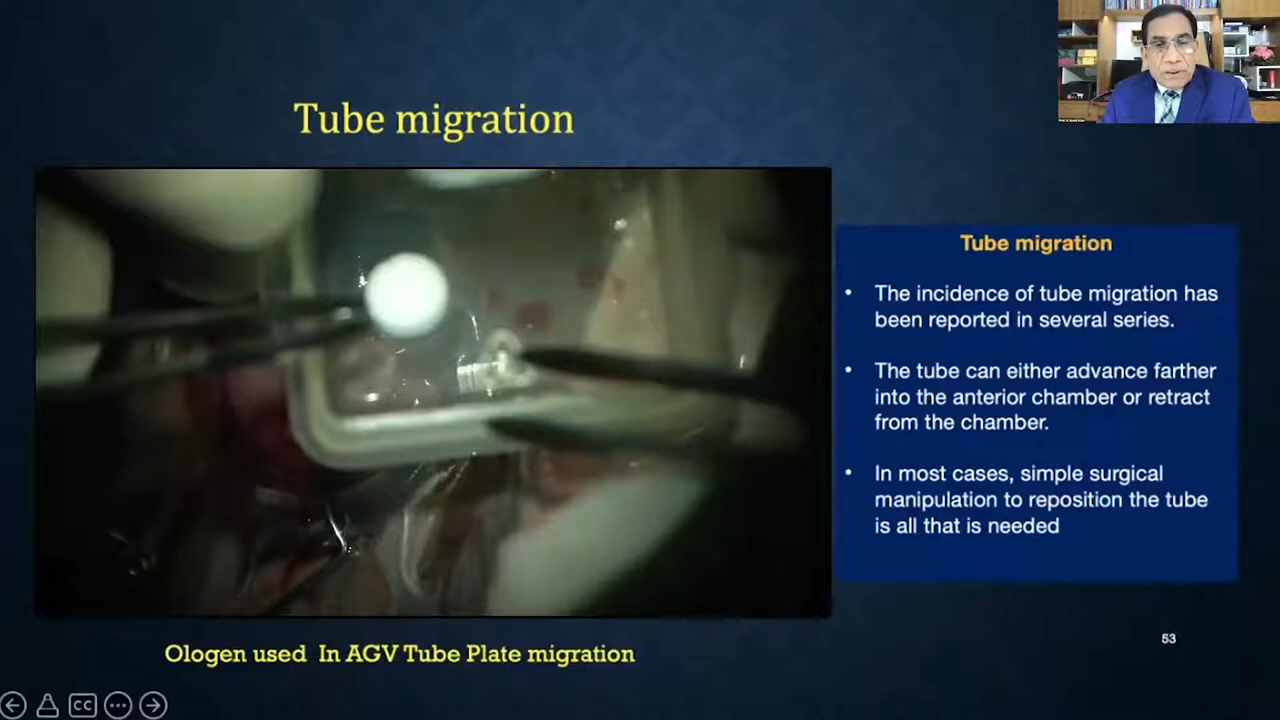 Tube migration
Tube migration
• The incidence of tube migration has
been reported in several series.
• The tube can either advance farther
into the anterior chamber or retract
from the chamber.
• In most cases, simple surgical
manipulation to reposition the tube
is all that is needed
Ologen used In AGV Tube Plate migration
53
CC